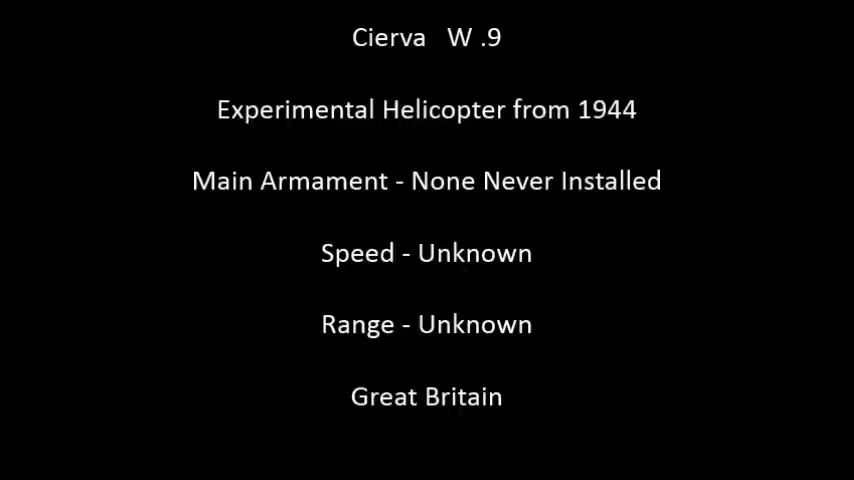 Cierva W .9
Experimental Helicopter from 1944
Main Armament - None Never Installed
Speed - Unknown
Range - Unknown
Great Britain